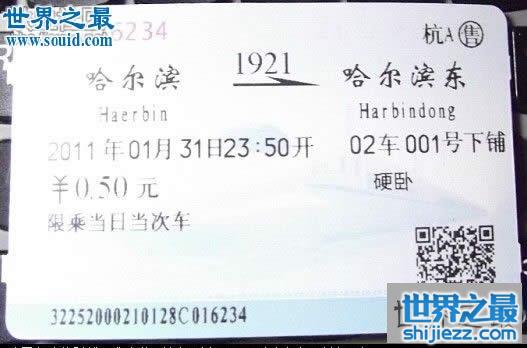 世界之最
www.souid.com
6234
杭A 售
哈尔滨 1921 哈尔滨东
Haerbin Harbindong
2011年01月31日23:50开 02车001号下铺
¥0.50元 硬卧
限乘当日当次车
32252000210128C016234
世界之最
shijiezz.com